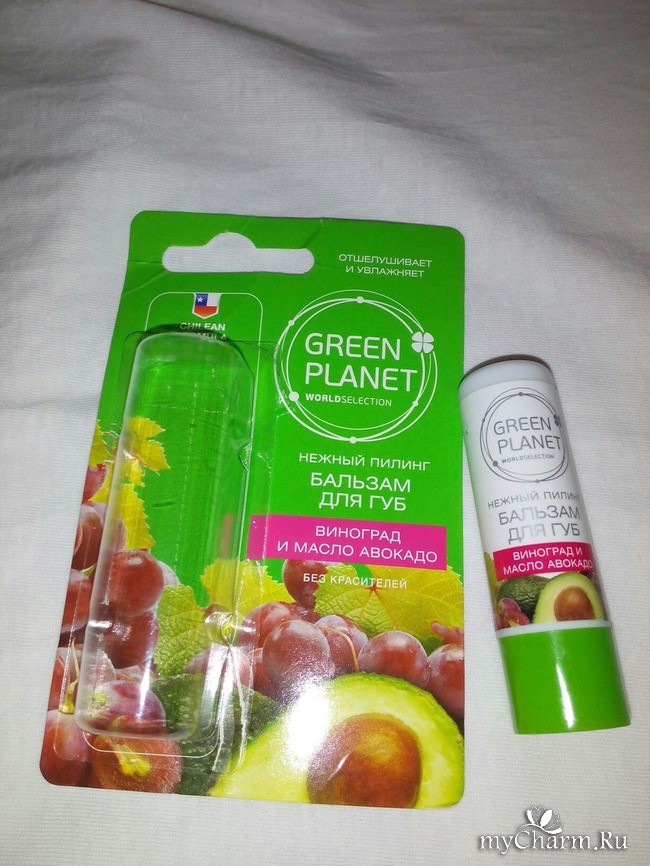 ОТШЕЛУШИВАЕТ
И УВЛАЖНЯЕТ
CHILEAN
GREEN
PLANET
WORLDSELECTION
НЕЖНЫЙ ПИЛИНГ
БАЛЬЗАМ
ДЛЯ ГУБ
ВИНОГРАД
И МАСЛО АВОКАДО
БЕЗ КРАСИТЕЛЕЙ
GREEN
PLANET
WORLDSELECTION
НЕЖНЫЙ ПИЛИНГ
БАЛЬЗАМ
ДЛЯ ГУБ
ВИНОГРАД И
МАСЛО АВОКАДО
myCharm.Ru